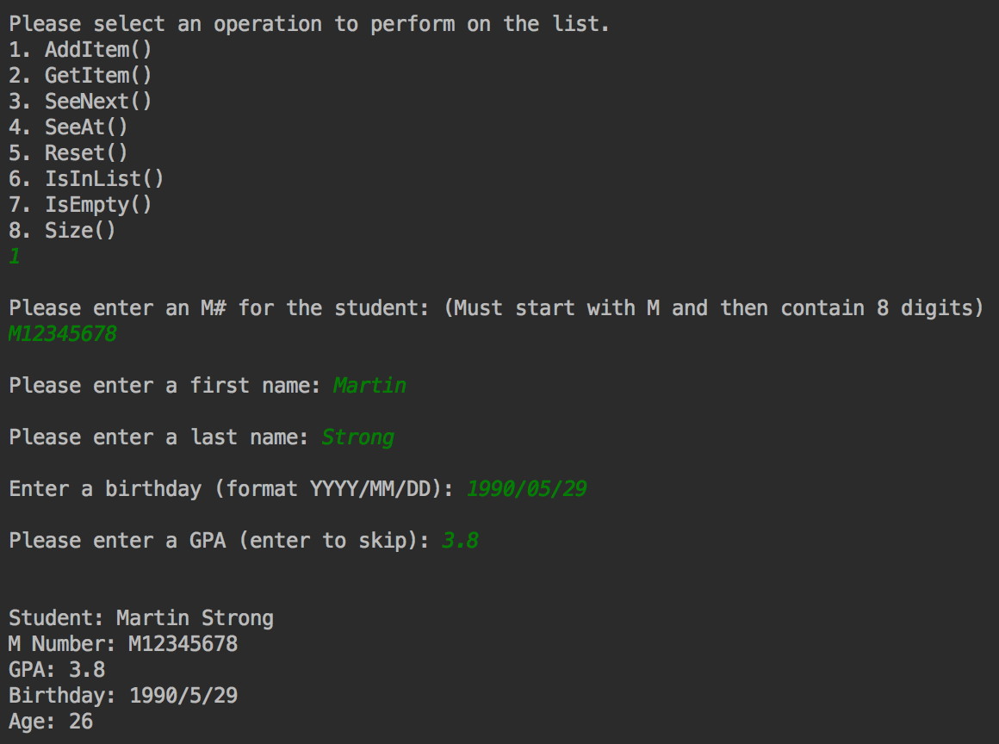 Please select an operation to perform on the list.
1. AddItem()
2. GetItem()
3. SeeNext()
4. SeeAt()
5. Reset()
6. IsInList()
7. IsEmpty()
8. Size()
1
Please enter an M# for the student: (Must start with M and then contain 8 digits)
M12345678
Please enter a first name: Martin
Please enter a last name: Strong
Enter a birthday (format YYYY/MM/DD): 1990/05/29
Please enter a GPA (enter to skip): 3.8
Student: Martin Strong
M Number: M12345678
GPA: 3.8
Birthday: 1990/5/29
Age: 26